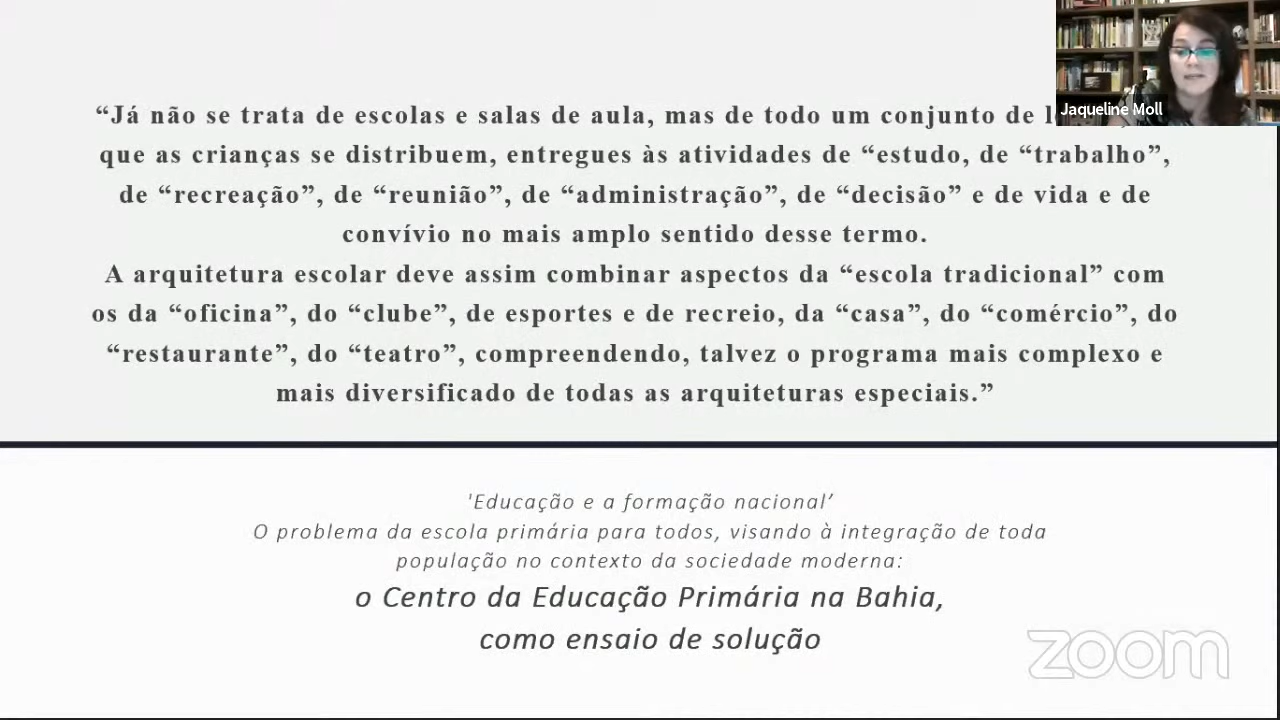 Jaqueline Moll
“Já não se trata de escolas e salas de aula, mas de todo um conjunto de
que as crianças se distribuem, entregues às atividades de “estudo, de “trabalho”,
de “recreação”, de “reunião”, de “administração”, de “decisão” e de vida e de
convívio no mais amplo sentido desse termo.
A arquitetura escolar deve assim combinar aspectos da “escola tradicional” com
os da “oficina”, do “clube”, de esportes e de recreio, da “casa”, do “comércio”, do
“restaurante”, do “teatro”, compreendendo, talvez o programa mais complexo e
mais diversificado de todas as arquiteturas especiais.”
'Educação e a formação nacional’
O problema da escola primária para todos, visando à integração de toda
população no contexto da sociedade moderna:
o Centro da Educação Primária na Bahia,
como ensaio de solução
zoom